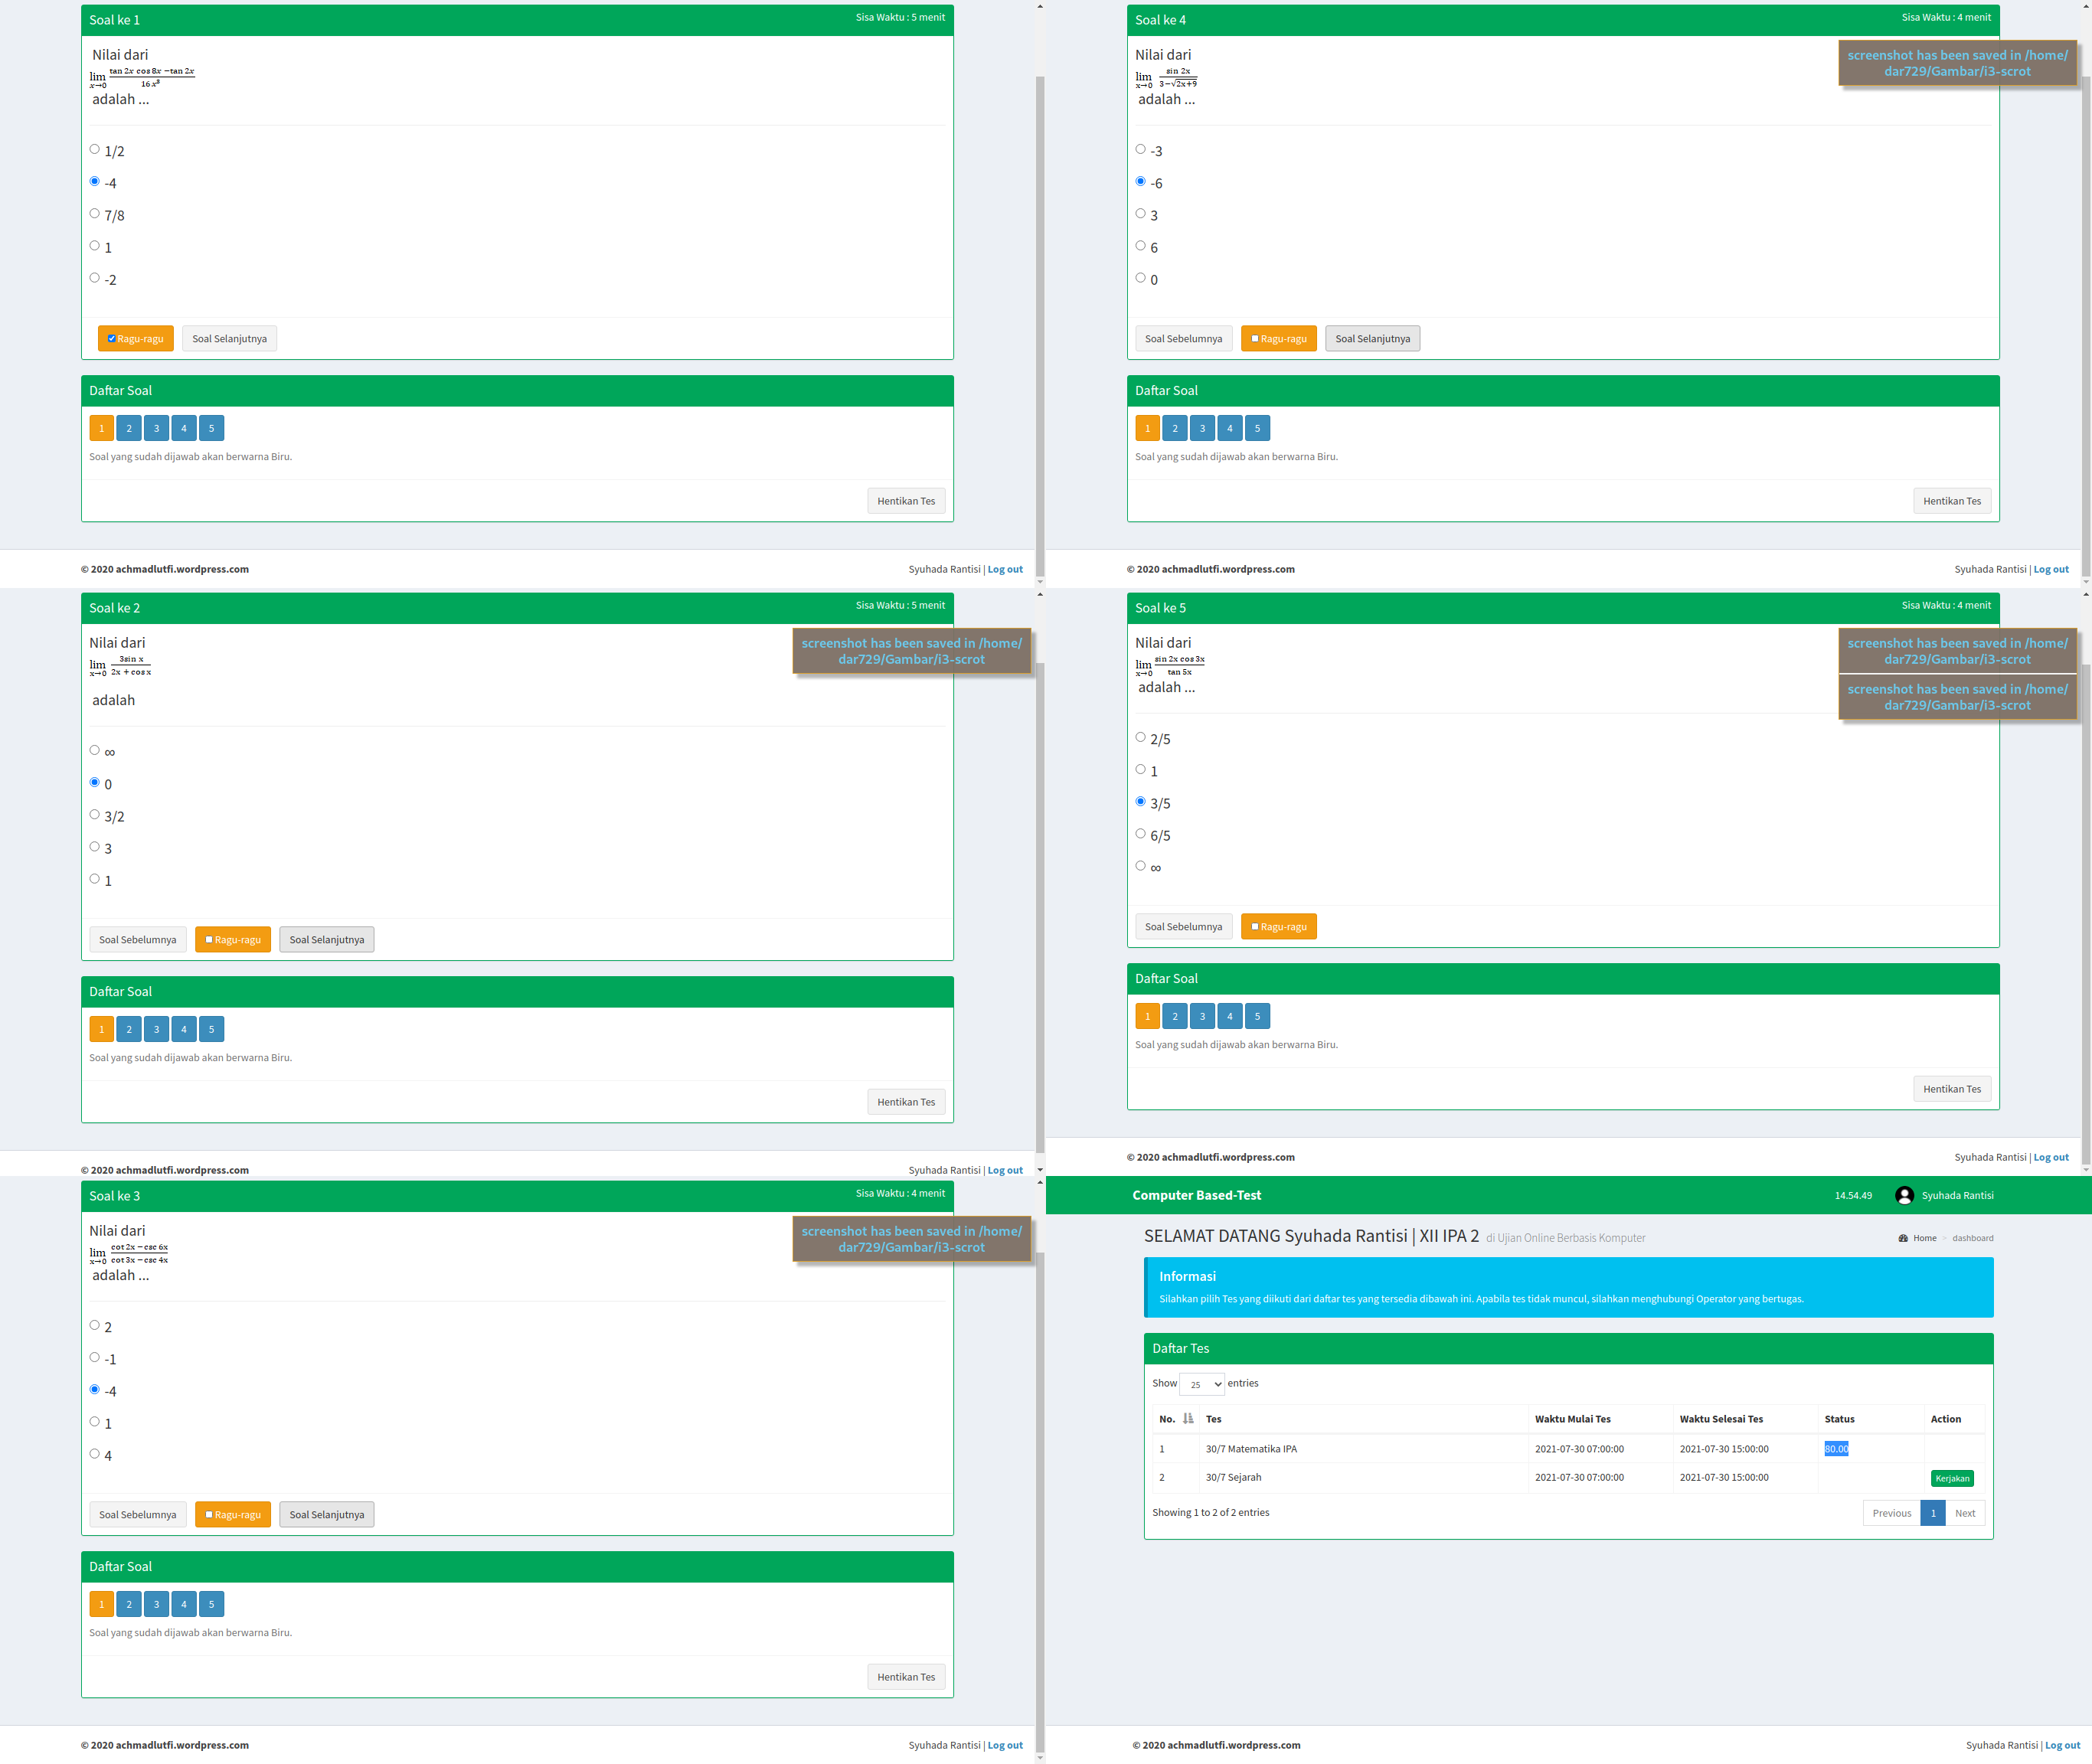 Soal ke 1
Sisa Waktu : 5 menit
Nilai dari
lim x→0 tan 2x cos 8x −tan 2x / 16x³
adalah ...
1/2
-4
7/8
1
-2
Ragu-ragu
Soal Selanjutnya
Daftar Soal
1 2 3 4 5
Soal yang sudah dijawab akan berwarna Biru.
Hentikan Tes
© 2020 achmadlutfi.wordpress.com
Syuhada Rantisi | Log out
Soal ke 2
Sisa Waktu : 5 menit
screenshot has been saved in /home/
dar729/Gambar/i3-scrot
Nilai dari
lim x→0 3sin x / 2x + cos x
adalah
∞
0
3/2
3
1
Soal Sebelumnya
Ragu-ragu
Soal Selanjutnya
Daftar Soal
1 2 3 4 5
Soal yang sudah dijawab akan berwarna Biru.
Hentikan Tes
© 2020 achmadlutfi.wordpress.com
Syuhada Rantisi | Log out
Soal ke 3
Sisa Waktu : 4 menit
screenshot has been saved in /home/
dar729/Gambar/i3-scrot
Nilai dari
lim x→0 cot 2x − csc 6x / cot 3x − csc 4x
adalah ...
2
-1
-4
1
4
Soal Sebelumnya
Ragu-ragu
Soal Selanjutnya
Daftar Soal
1 2 3 4 5
Soal yang sudah dijawab akan berwarna Biru.
Hentikan Tes
© 2020 achmadlutfi.wordpress.com
Syuhada Rantisi | Log out
Soal ke 4
Sisa Waktu : 4 menit
screenshot has been saved in /home/
dar729/Gambar/i3-scrot
Nilai dari
lim x→0 sin 2x / 3−√2x+9
adalah ...
-3
-6
3
6
0
Soal Sebelumnya
Ragu-ragu
Soal Selanjutnya
Daftar Soal
1 2 3 4 5
Soal yang sudah dijawab akan berwarna Biru.
Hentikan Tes
© 2020 achmadlutfi.wordpress.com
Syuhada Rantisi | Log out
Soal ke 5
Sisa Waktu : 4 menit
screenshot has been saved in /home/
dar729/Gambar/i3-scrot
screenshot has been saved in /home/
dar729/Gambar/i3-scrot
Nilai dari
lim x→0 sin 2x cos 3x / tan 5x
adalah ...
2/5
1
3/5
6/5
∞
Soal Sebelumnya
Ragu-ragu
Daftar Soal
1 2 3 4 5
Soal yang sudah dijawab akan berwarna Biru.
Hentikan Tes
© 2020 achmadlutfi.wordpress.com
Syuhada Rantisi | Log out
Computer Based-Test
14.54.49
Syuhada Rantisi
SELAMAT DATANG Syuhada Rantisi | XII IPA 2 di Ujian Online Berbasis Komputer
Home > dashboard
Informasi
Silahkan pilih Tes yang diikuti dari daftar tes yang tersedia dibawah ini. Apabila tes tidak muncul, silahkan menghubungi Operator yang bertugas.
Daftar Tes
Show 25 entries
No. Tes Waktu Mulai Tes Waktu Selesai Tes Status Action
1 30/7 Matematika IPA 2021-07-30 07:00:00 2021-07-30 15:00:00 80.00
2 30/7 Sejarah 2021-07-30 07:00:00 2021-07-30 15:00:00 Kerjakan
Showing 1 to 2 of 2 entries
Previous 1 Next
© 2020 achmadlutfi.wordpress.com
Syuhada Rantisi | Log out